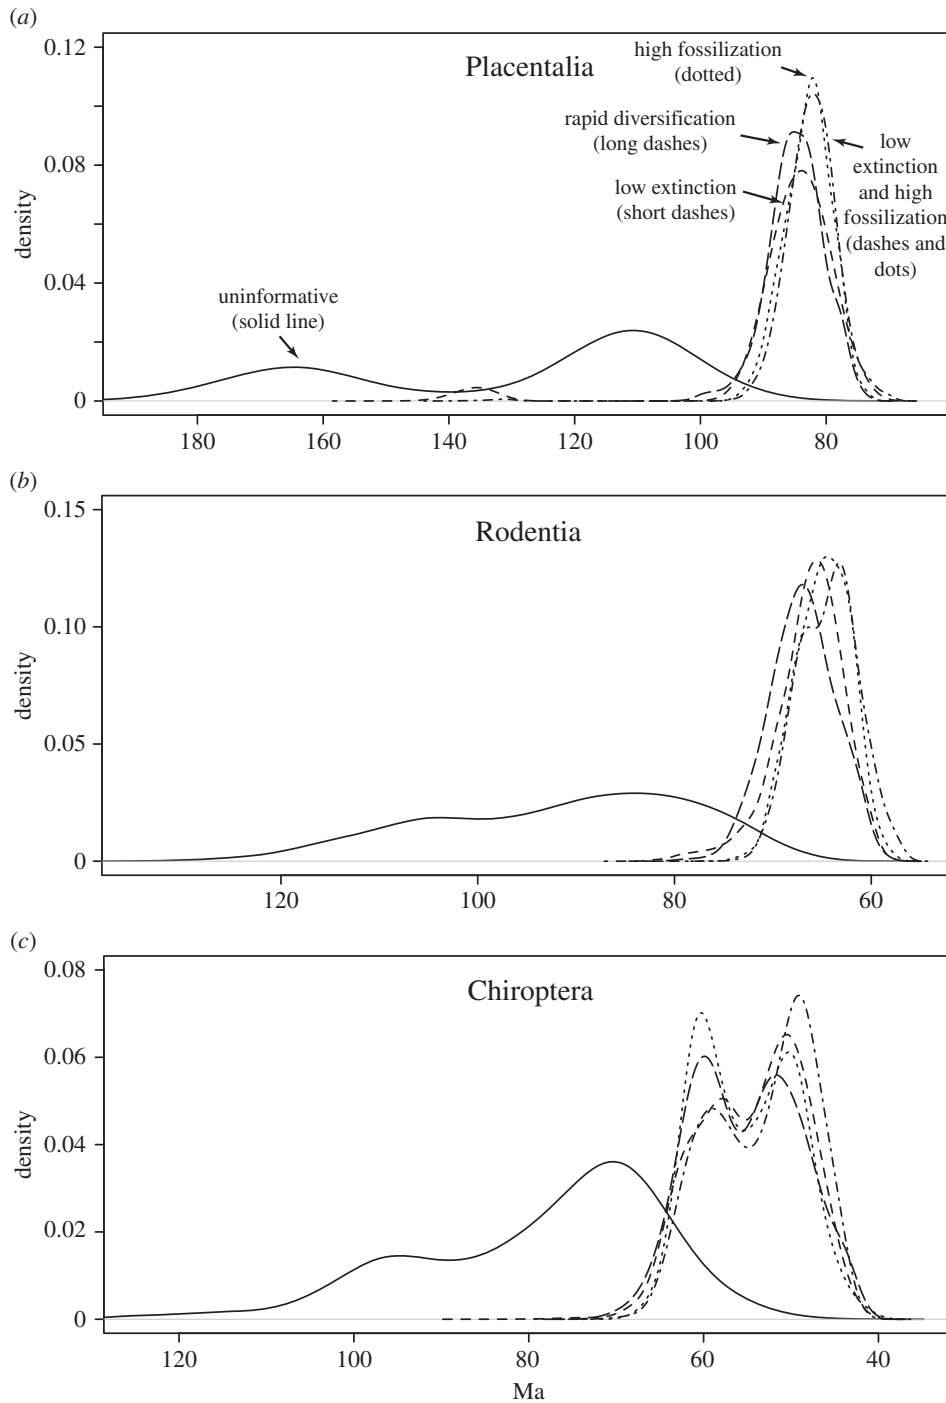 (a)
0.12
0.08
0.04
0
density
Placentalia
high fossilization
(dotted)
rapid diversification
(long dashes)
low extinction
(short dashes)
low
extinction
and high
fossilization
(dashes and
dots)
uninformative
(solid line)
180
160
140
120
100
80
(b)
0.15
0.10
0.05
0
density
Rodentia
120
100
80
60
(c)
0.08
0.06
0.04
0.02
0
density
Chiroptera
120
100
80
60
40
Ma